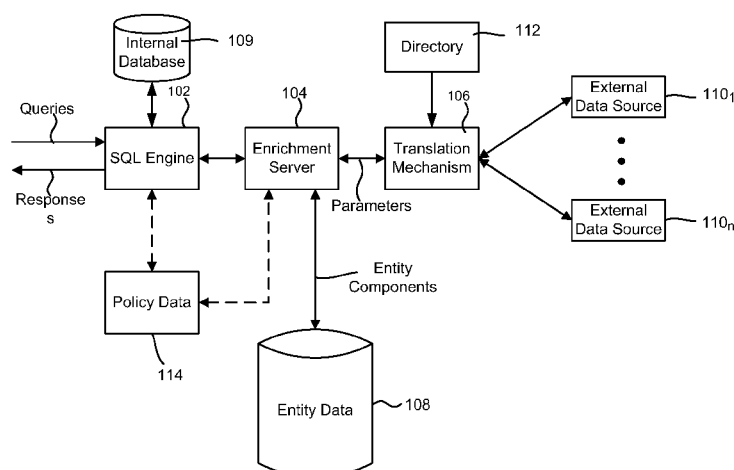 Internal
Database
109
Directory
112
Queries
102
104
106
External
Data Source
110₁
SQL Engine
Enrichment
Server
Translation
Mechanism
Response
s
Parameters
External
Data Source
110n
Entity
Components
Policy Data
114
Entity Data
108